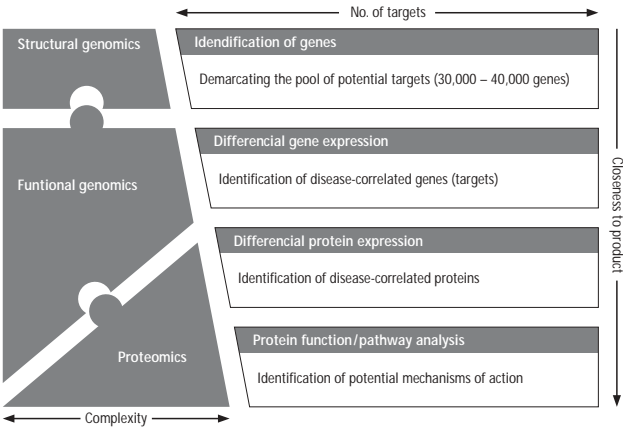 No. of targets
Structural genomics
Idendification of genes
Demarcating the pool of potential targets (30,000 – 40,000 genes)
Differencial gene expression
Identification of disease-correlated genes (targets)
Funtional genomics
Differencial protein expression
Identification of disease-correlated proteins
Closeness to product
Protein function/pathway analysis
Identification of potential mechanisms of action
Proteomics
Complexity